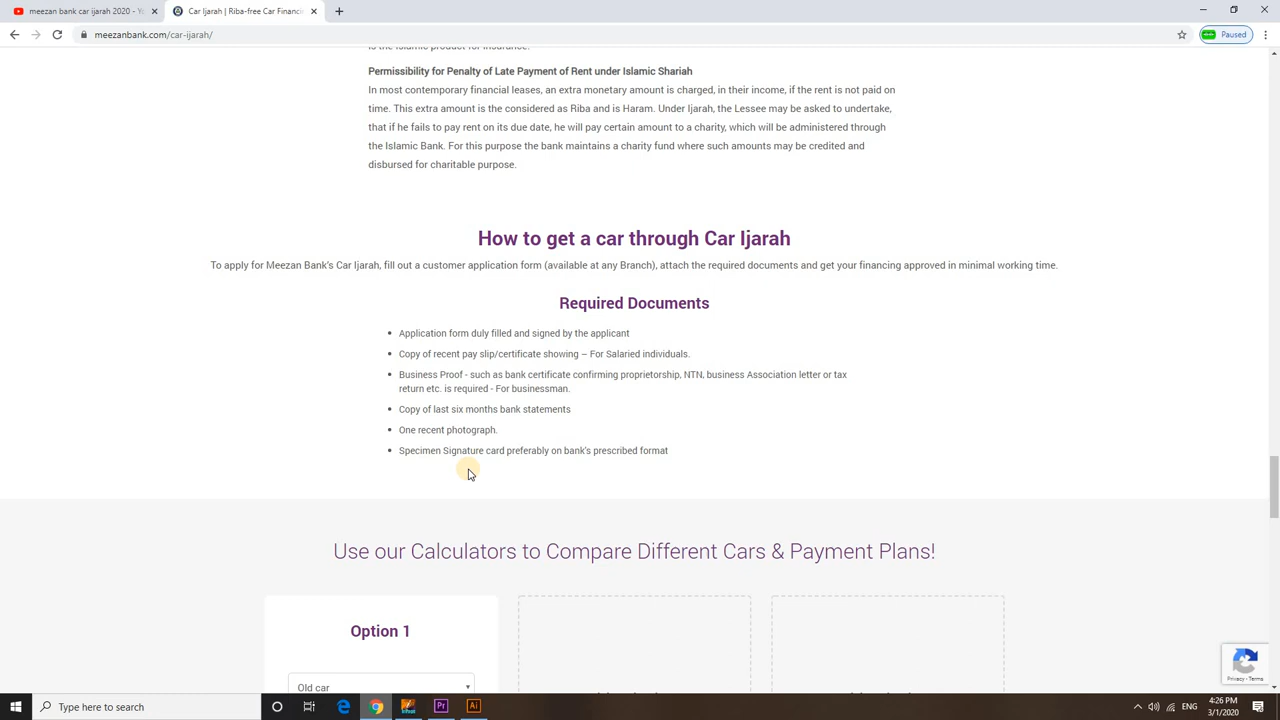 meezan bank car ijarah 2020 -
Car Ijarah | Riba-free Car Financi
meezanbank.com/car-ijarah/
Paused
is the Islamic product for insurance.
Permissibility for Penalty of Late Payment of Rent under Islamic Shariah
In most contemporary financial leases, an extra monetary amount is charged, in their income, if the rent is not paid on
time. This extra amount is the considered as Riba and is Haram. Under Ijarah, the Lessee may be asked to undertake,
that if he fails to pay rent on its due date, he will pay certain amount to a charity, which will be administered through
the Islamic Bank. For this purpose the bank maintains a charity fund where such amounts may be credited and
disbursed for charitable purpose.
How to get a car through Car Ijarah
To apply for Meezan Bank's Car Ijarah, fill out a customer application form (available at any Branch), attach the required documents and get your financing approved in minimal working time.
Required Documents
Application form duly filled and signed by the applicant
Copy of recent pay slip/certificate showing – For Salaried individuals.
Business Proof - such as bank certificate confirming proprietorship, NTN, business Association letter or tax
return etc. is required - For businessman.
Copy of last six months bank statements
One recent photograph.
Specimen Signature card preferably on bank's prescribed format
Use our Calculators to Compare Different Cars & Payment Plans!
Option 1
Old car
Privacy - Terms
Type here to search
Pr
Ai
ENG
4:26 PM
3/1/2020